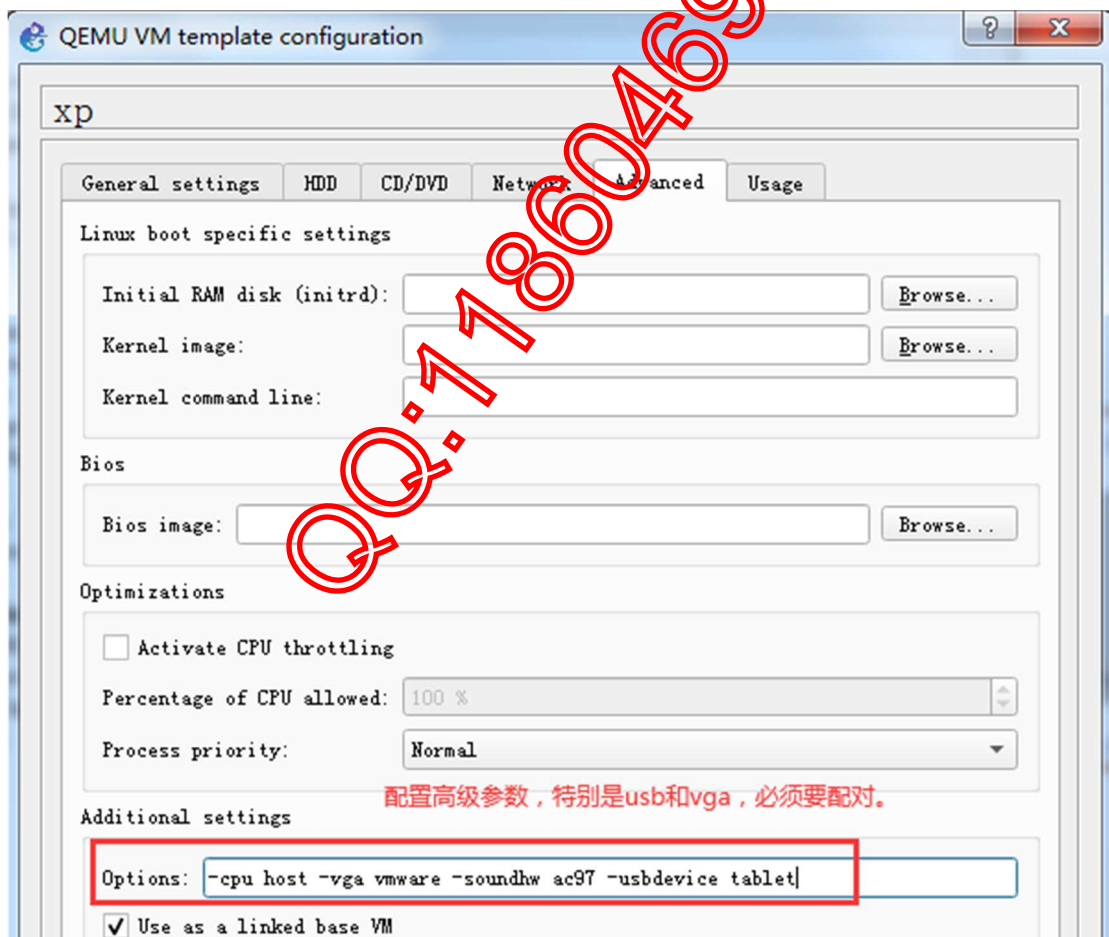 QEMU VM template configuration
xp
General settings HDD CD/DVD Network Advanced Usage
Linux boot specific settings
Initial RAM disk (initrd): Browse...
Kernel image: Browse...
Kernel command line:
Bios
Bios image: Browse...
Optimizations
Activate CPU throttling
Percentage of CPU allowed: 100 %
Process priority: Normal
配置高级参数，特别是usb和vga，必须要配对。
Additional settings
Options: -cpu host -vga vmware -soundhw ac97 -usbdevice tablet
Use as a linked base VM
QQ:1186046